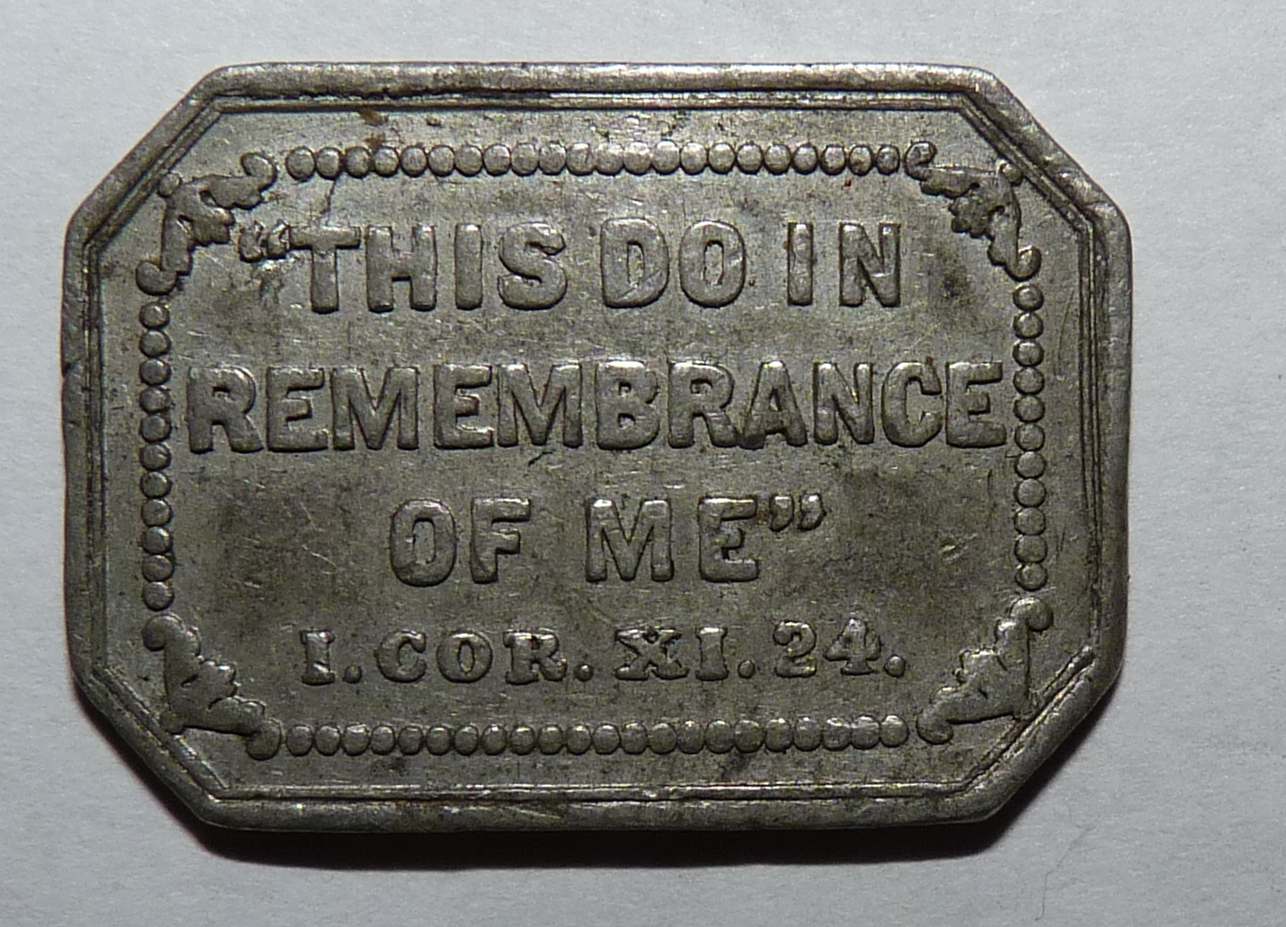 “THIS DO IN
REMEMBRANCE
OF ME”
I. COR. XI. 24.